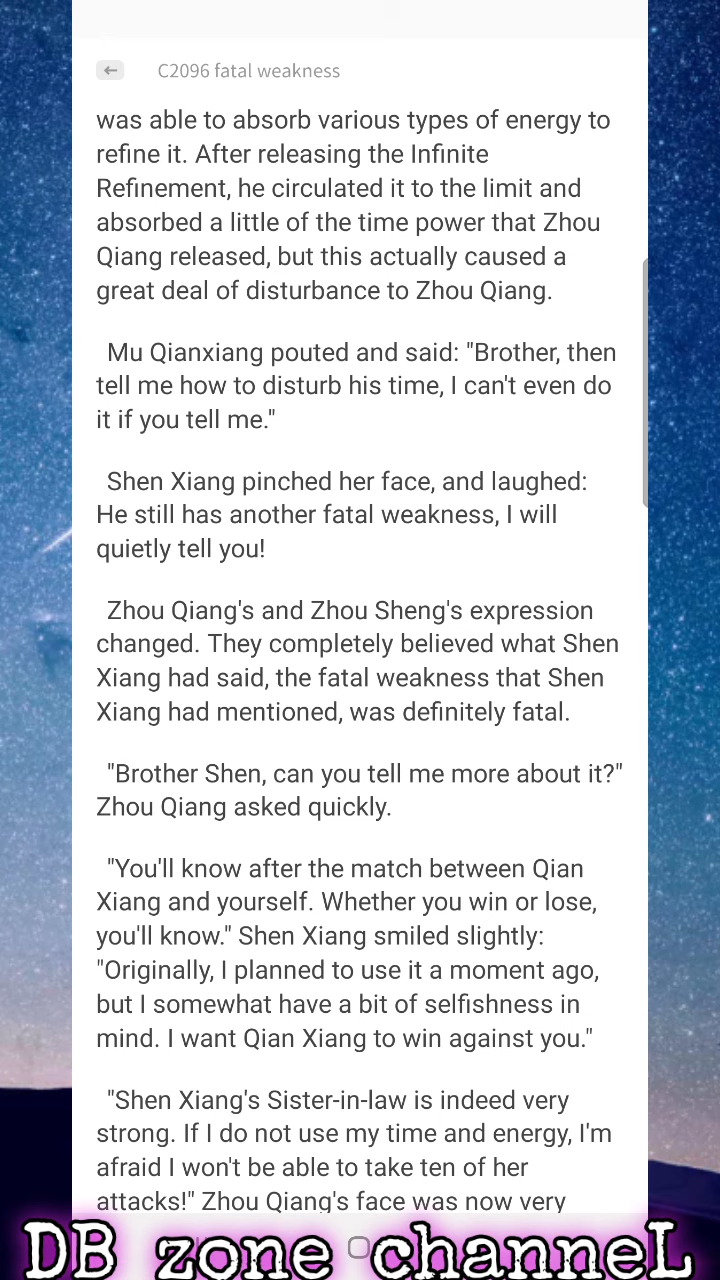 C2096 fatal weakness
was able to absorb various types of energy to
refine it. After releasing the Infinite
Refinement, he circulated it to the limit and
absorbed a little of the time power that Zhou
Qiang released, but this actually caused a
great deal of disturbance to Zhou Qiang.
Mu Qianxiang pouted and said: "Brother, then
tell me how to disturb his time, I can't even do
it if you tell me."
Shen Xiang pinched her face, and laughed:
He still has another fatal weakness, I will
quietly tell you!
Zhou Qiang's and Zhou Sheng's expression
changed. They completely believed what Shen
Xiang had said, the fatal weakness that Shen
Xiang had mentioned, was definitely fatal.
"Brother Shen, can you tell me more about it?"
Zhou Qiang asked quickly.
"You'll know after the match between Qian
Xiang and yourself. Whether you win or lose,
you'll know." Shen Xiang smiled slightly:
"Originally, I planned to use it a moment ago,
but I somewhat have a bit of selfishness in
mind. I want Qian Xiang to win against you."
"Shen Xiang's Sister-in-law is indeed very
strong. If I do not use my time and energy, I'm
afraid I won't be able to take ten of her
attacks!" Zhou Qiang's face was now very
DB zone channeL